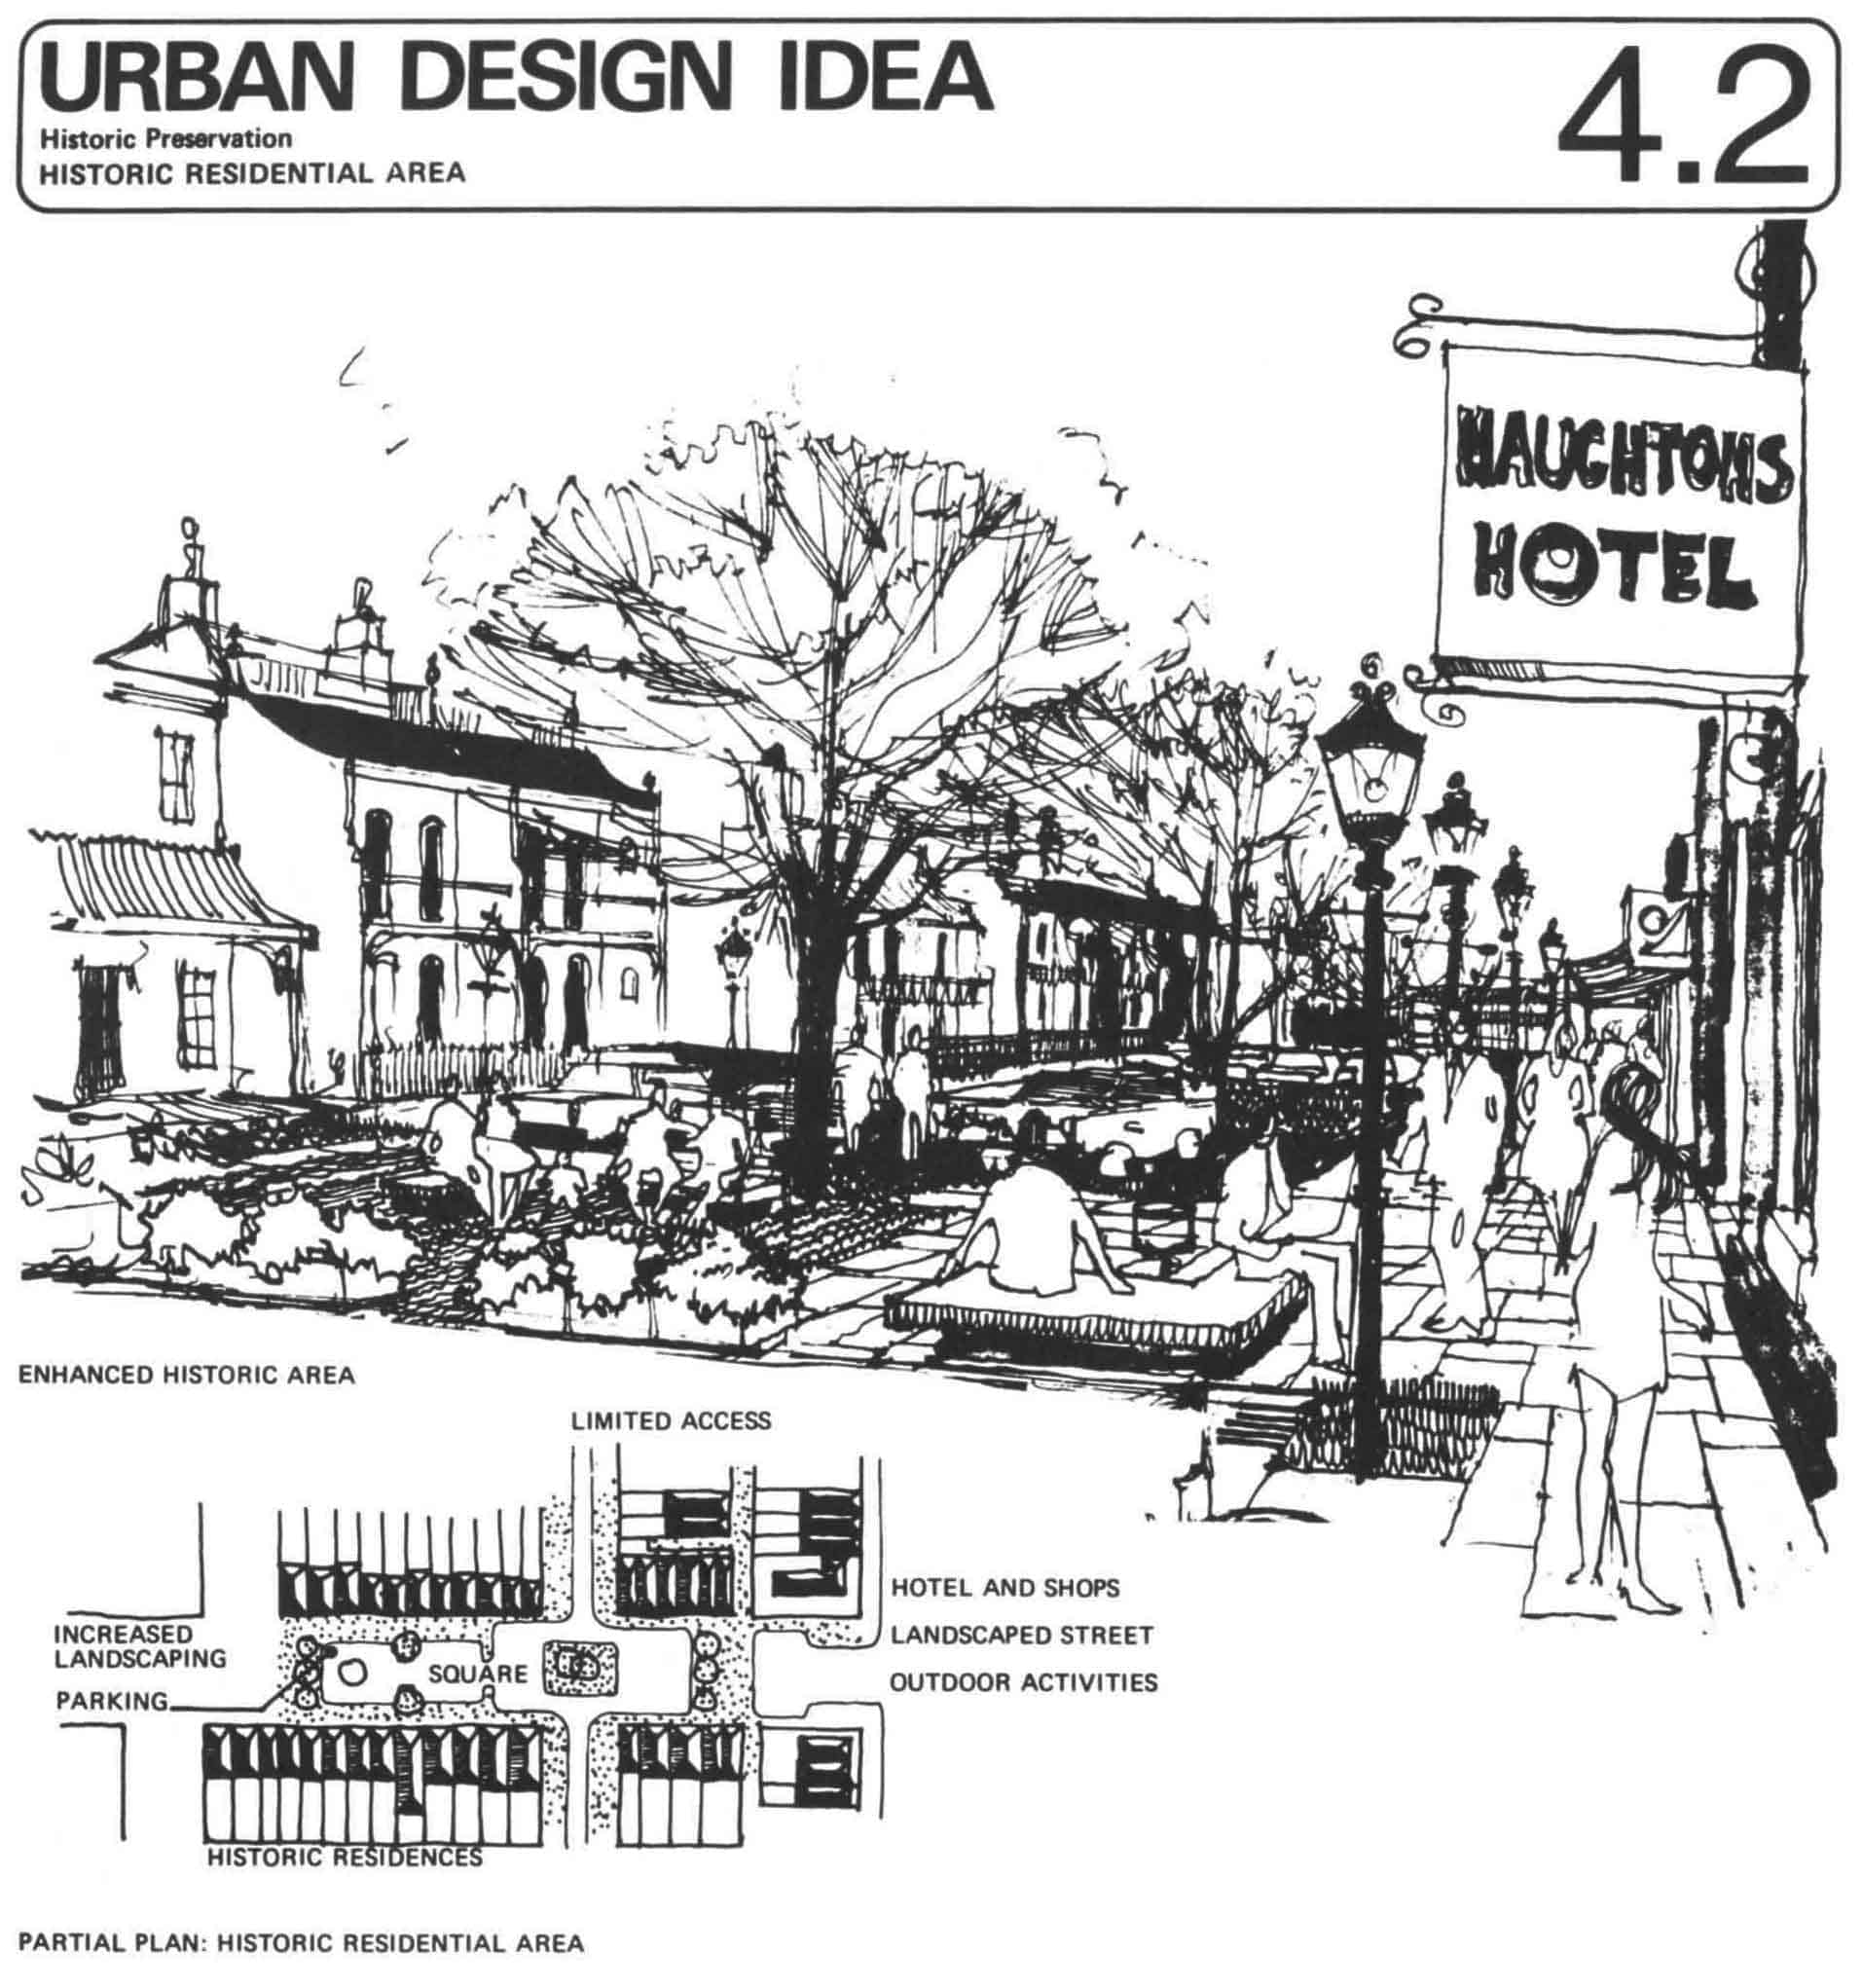 URBAN DESIGN IDEA
4.2
Historic Preservation
HISTORIC RESIDENTIAL AREA
HAUGHTONS
HOTEL
ENHANCED HISTORIC AREA
LIMITED ACCESS
HOTEL AND SHOPS
INCREASED
LANDSCAPING
LANDSCAPED STREET
SQUARE
OUTDOOR ACTIVITIES
PARKING
HISTORIC RESIDENCES
PARTIAL PLAN: HISTORIC RESIDENTIAL AREA